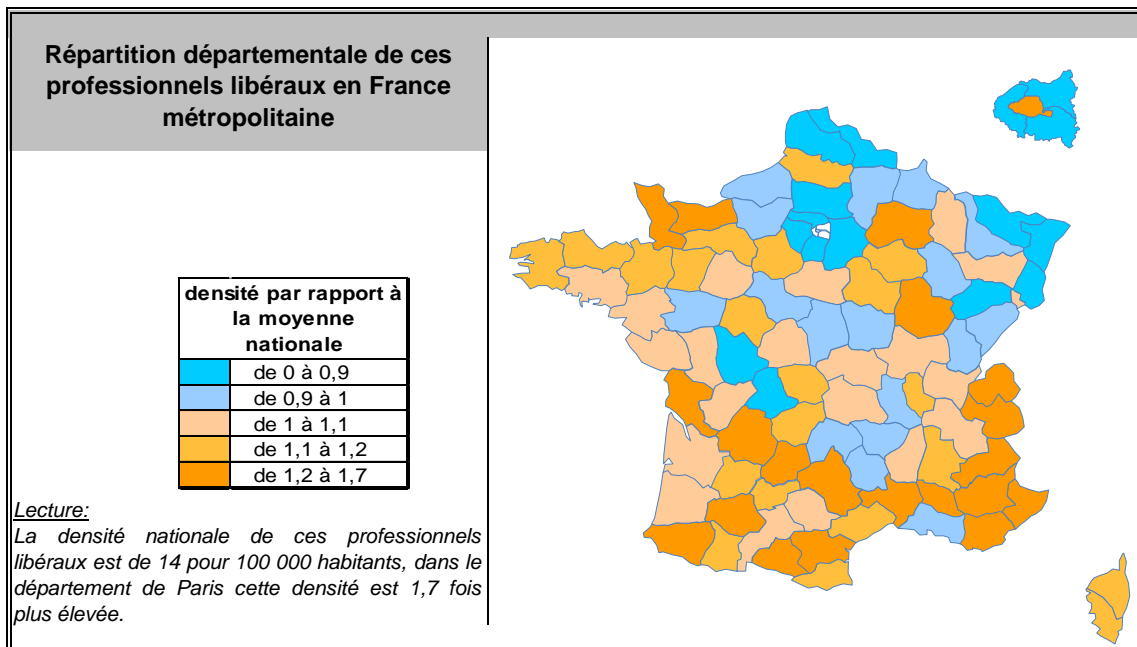 Répartition départementale de ces
professionnels libéraux en France
métropolitaine
densité par rapport à
la moyenne
nationale
de 0 à 0,9
de 0,9 à 1
de 1 à 1,1
de 1,1 à 1,2
de 1,2 à 1,7
Lecture:
La densité nationale de ces professionnels
libéraux est de 14 pour 100 000 habitants, dans le
département de Paris cette densité est 1,7 fois
plus élevée.